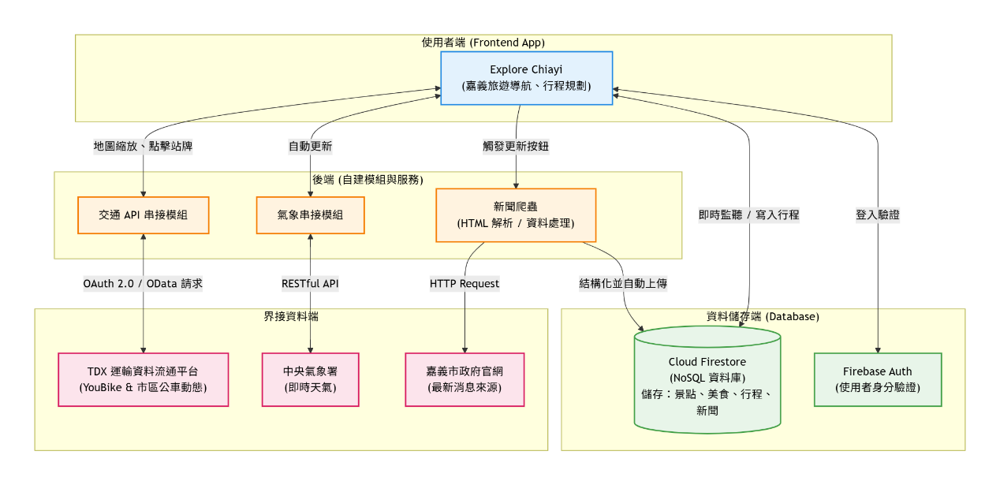 使用者端 (Frontend App)
Explore Chiayi
(嘉義旅遊導航、行程規劃)
地圖縮放、點擊站牌
自動更新
觸發更新按鈕
後端 (自建模組與服務)
交通 API 串接模組
氣象串接模組
新聞爬蟲
(HTML 解析 / 資料處理)
即時監聽 / 寫入行程
登入驗證
OAuth 2.0 / OData 請求
RESTful API
HTTP Request
結構化並自動上傳
界接資料端
資料儲存端 (Database)
TDX 運輸資料流通平台
(YouBike & 市區公車動態)
中央氣象署
(即時天氣)
嘉義市政府官網
(最新消息來源)
Cloud Firestore
(NoSQL 資料庫)
儲存：景點、美食、行程、
新聞
Firebase Auth
(使用者身分驗證)